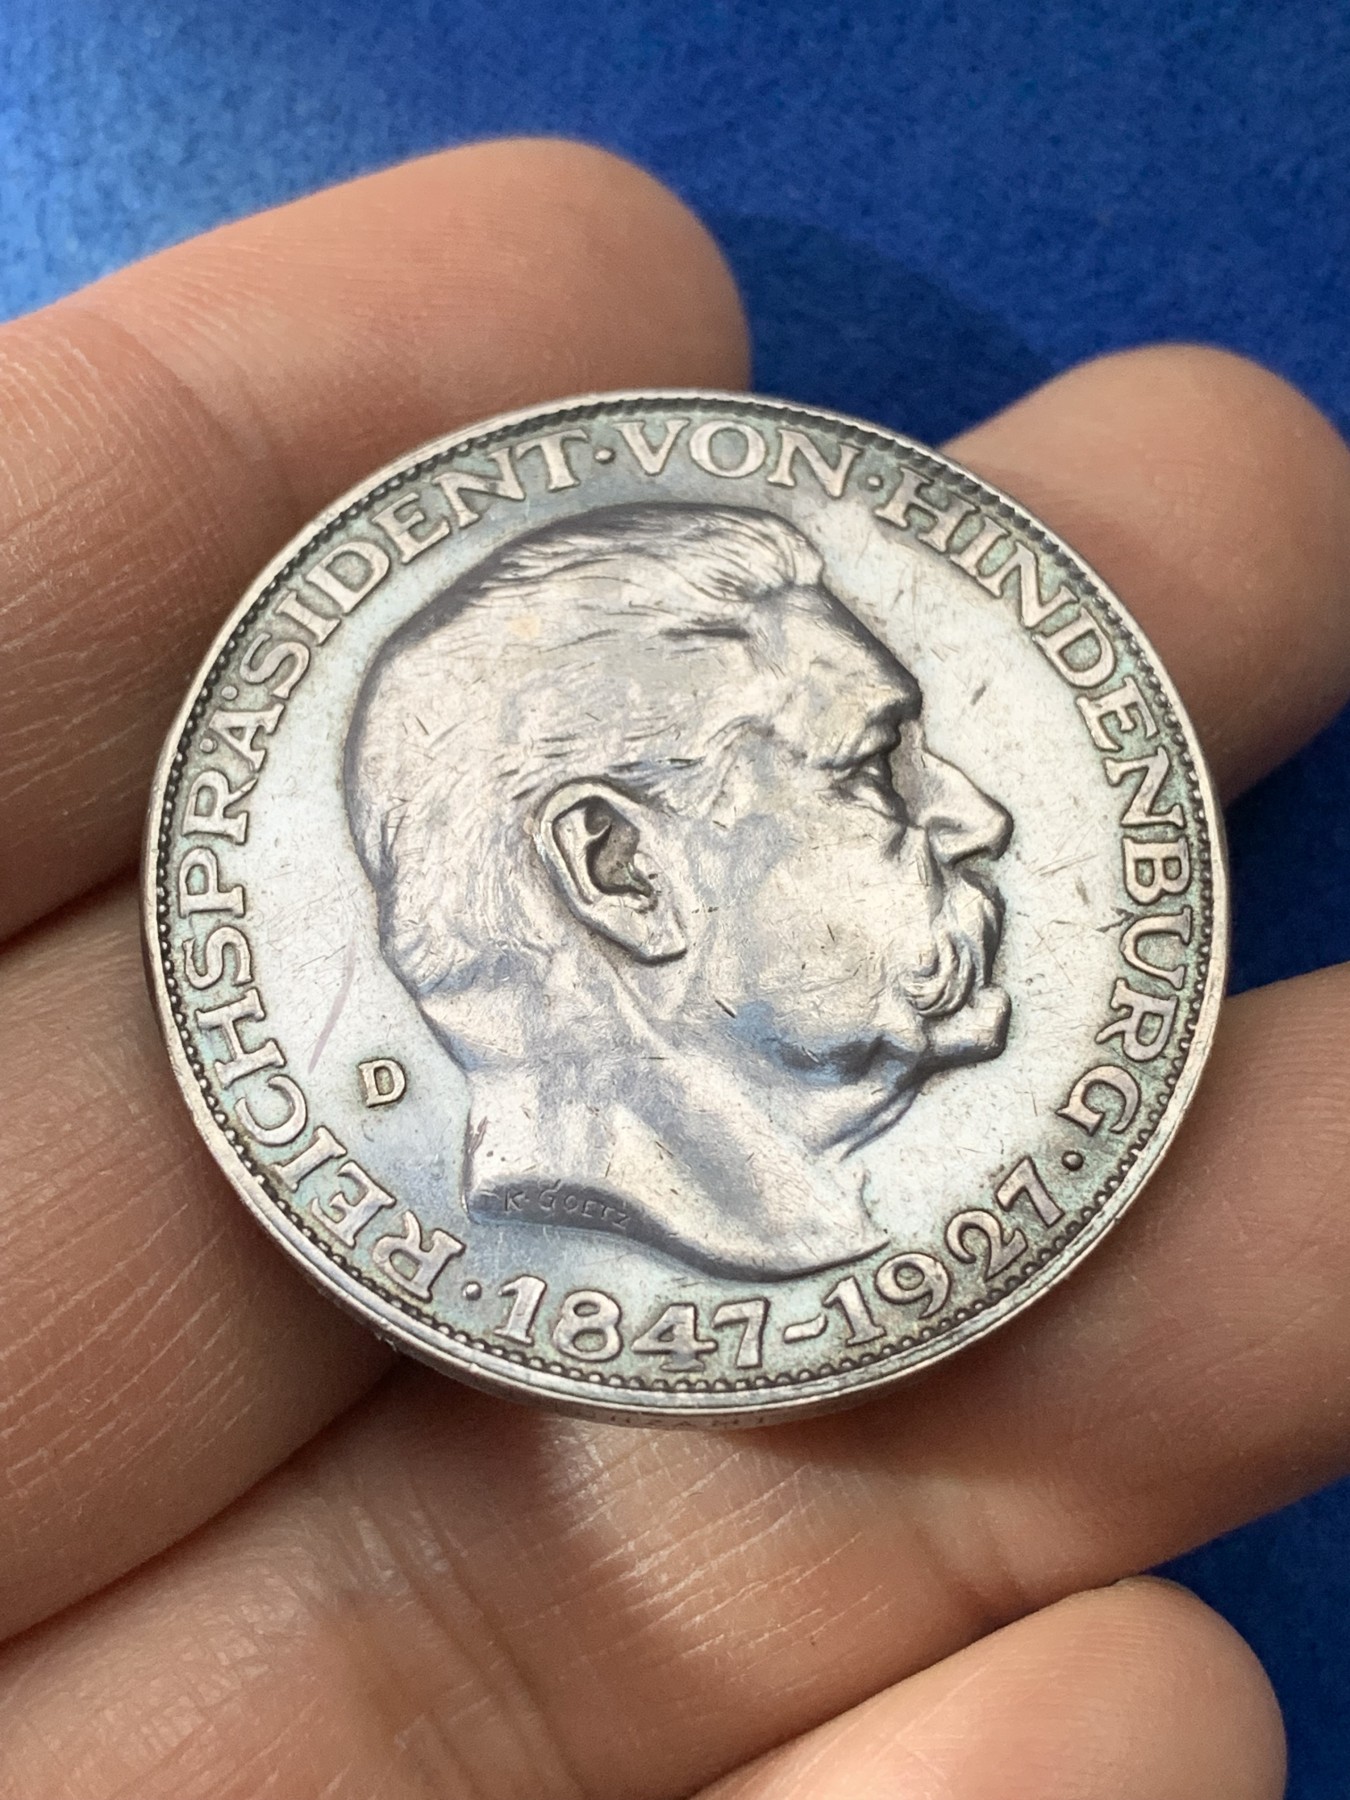 REICHSPRÄSIDENT·VON·HINDENBURG·
1847-1927·
D
K·GOETZ